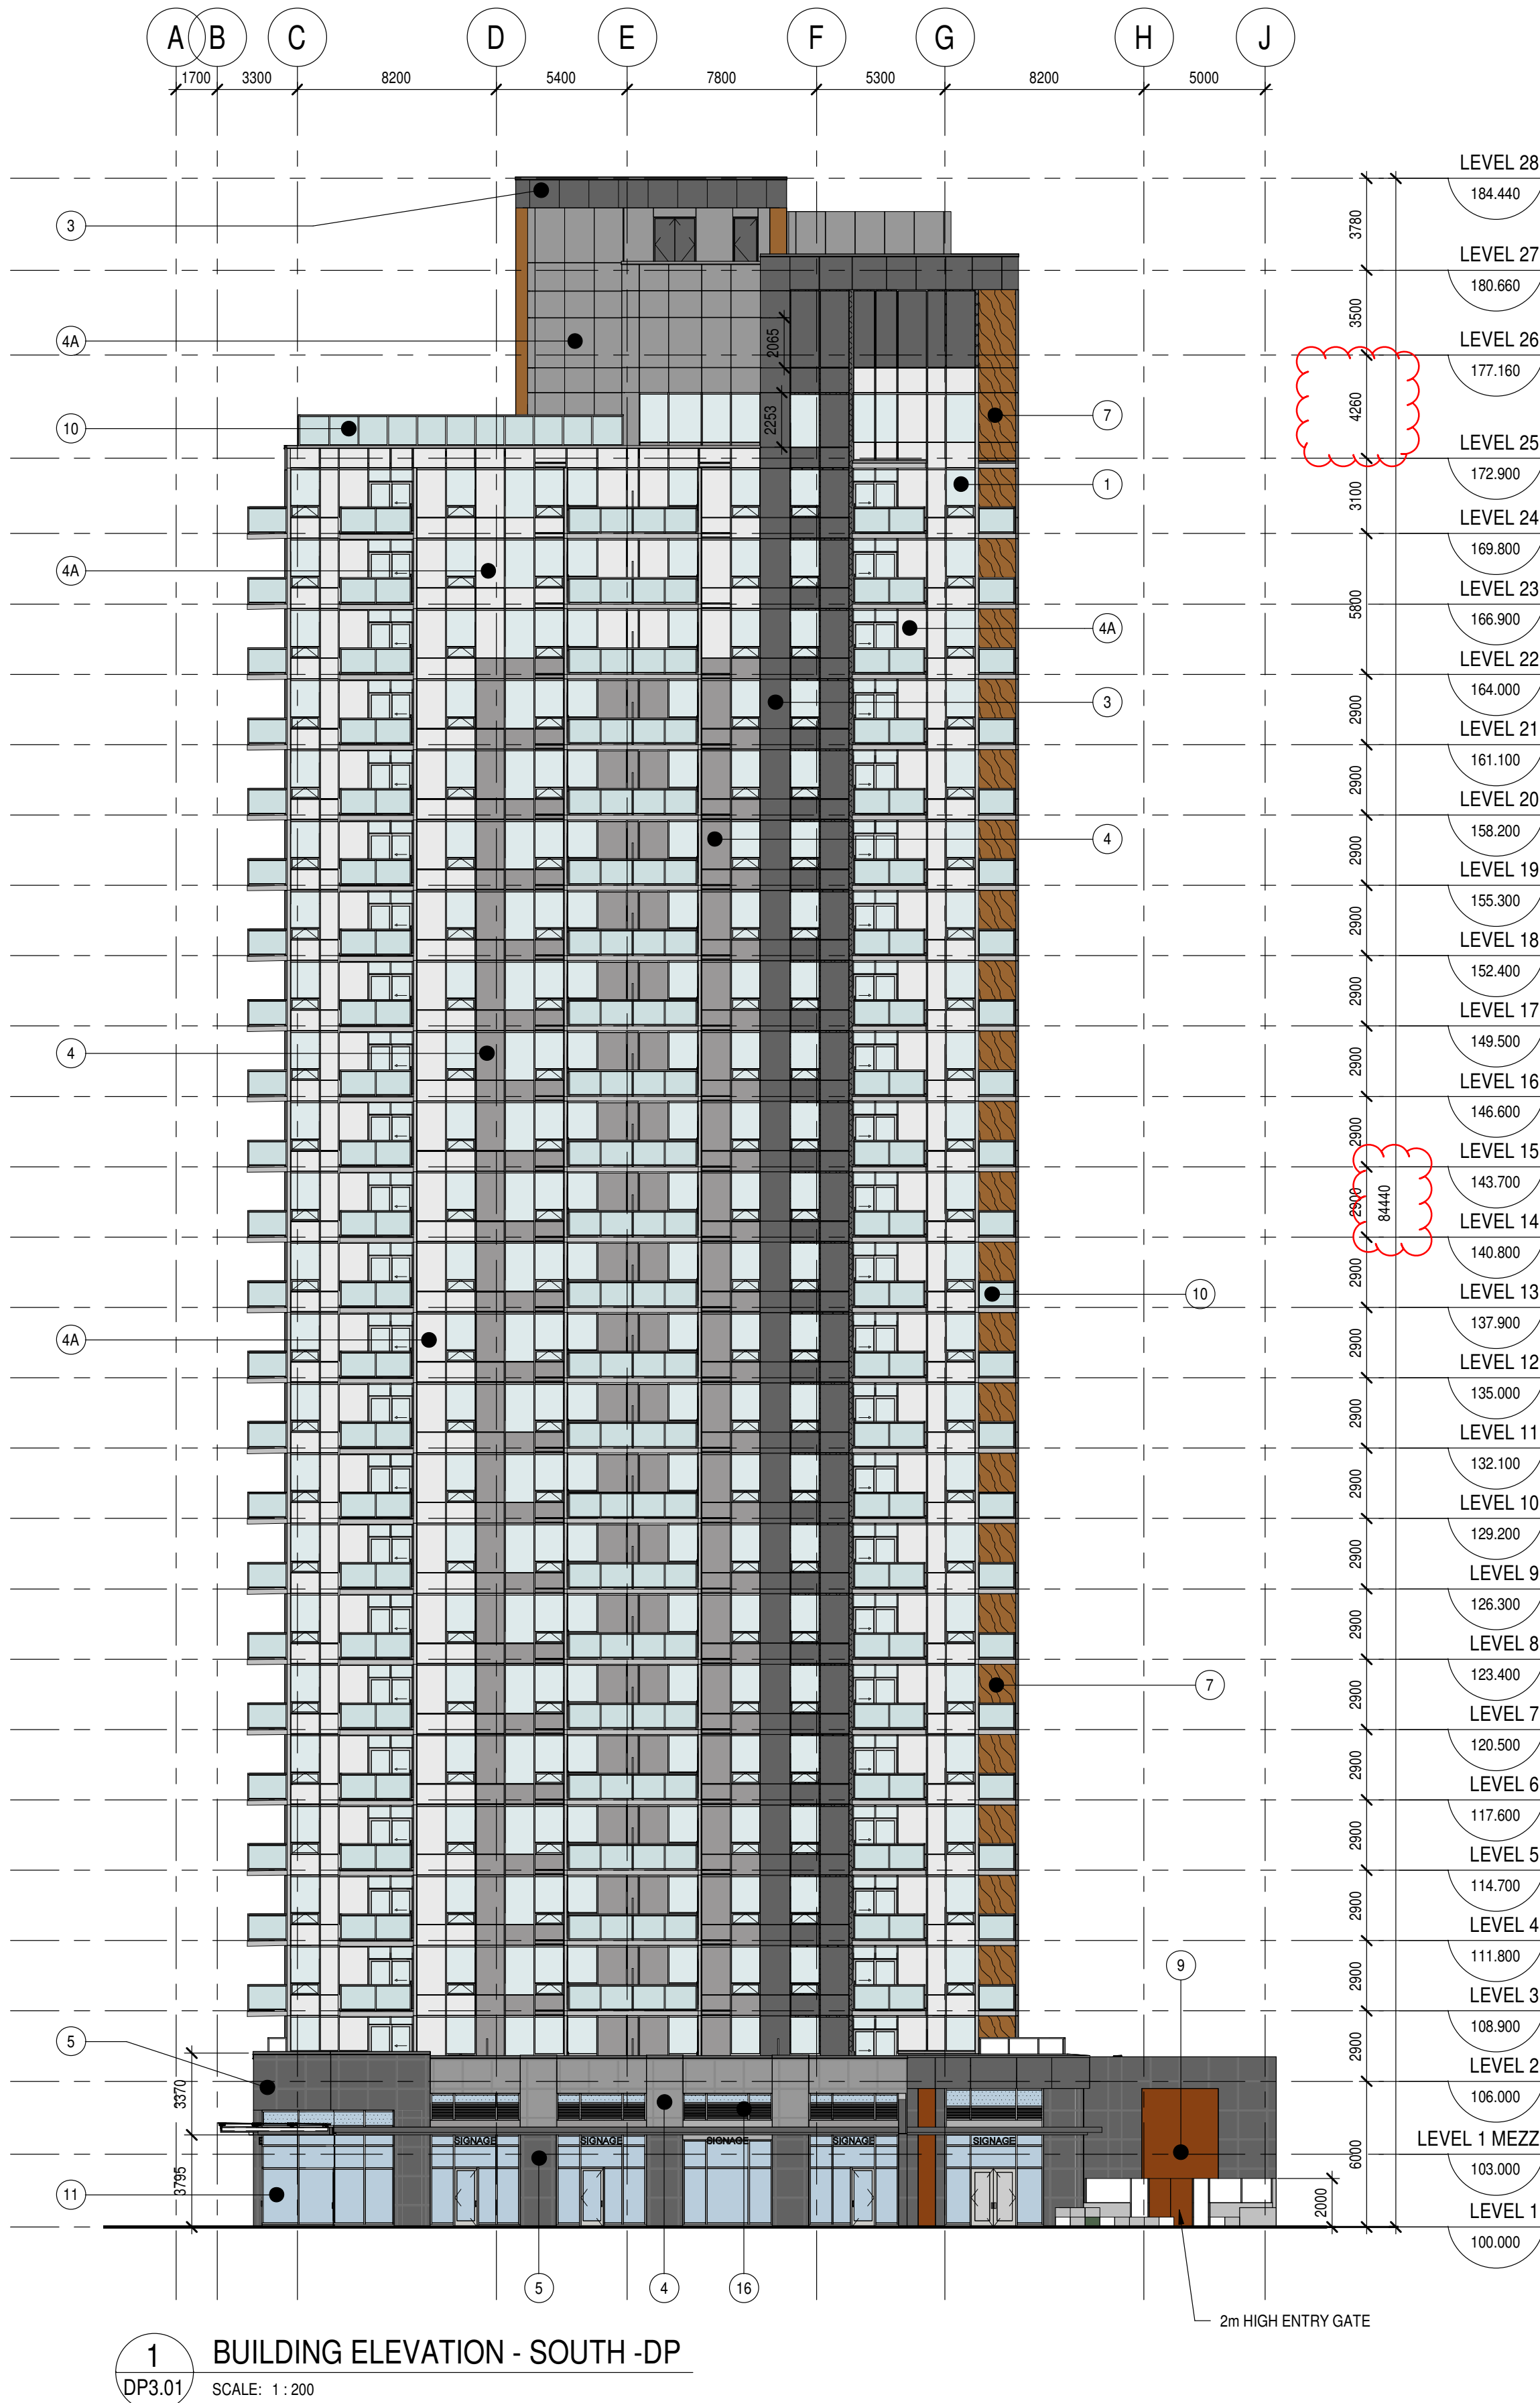 A B C D E F G H J
1700 3300 8200 5400 7800 5300 8200 5000
LEVEL 28
184.440
3
3780
LEVEL 27
180.660
3500
4A
2065
LEVEL 26
177.160
4260
10
2253
7
LEVEL 25
172.900
1
3100
LEVEL 24
169.800
4A
LEVEL 23
5800
166.900
4A
LEVEL 22
164.000
3
2900
LEVEL 21
161.100
2900
LEVEL 20
158.200
4
2900
LEVEL 19
155.300
2900
LEVEL 18
152.400
2900
LEVEL 17
149.500
4
2900
LEVEL 16
146.600
2900
LEVEL 15
143.700
2900
84440
LEVEL 14
140.800
2900
10
LEVEL 13
137.900
4A
2900
LEVEL 12
135.000
2900
LEVEL 11
132.100
2900
LEVEL 10
129.200
2900
LEVEL 9
126.300
2900
LEVEL 8
123.400
7
2900
LEVEL 7
120.500
2900
LEVEL 6
117.600
2900
LEVEL 5
114.700
2900
LEVEL 4
111.800
9
2900
LEVEL 3
108.900
5
2900
LEVEL 2
106.000
3370
SIGNAGE SIGNAGE SIGNAGE SIGNAGE SIGNAGE
LEVEL 1 MEZZ
103.000
6000
3795
11
2000
LEVEL 1
100.000
5 4 16
2m HIGH ENTRY GATE
1
DP3.01
BUILDING ELEVATION - SOUTH -DP
SCALE: 1 : 200